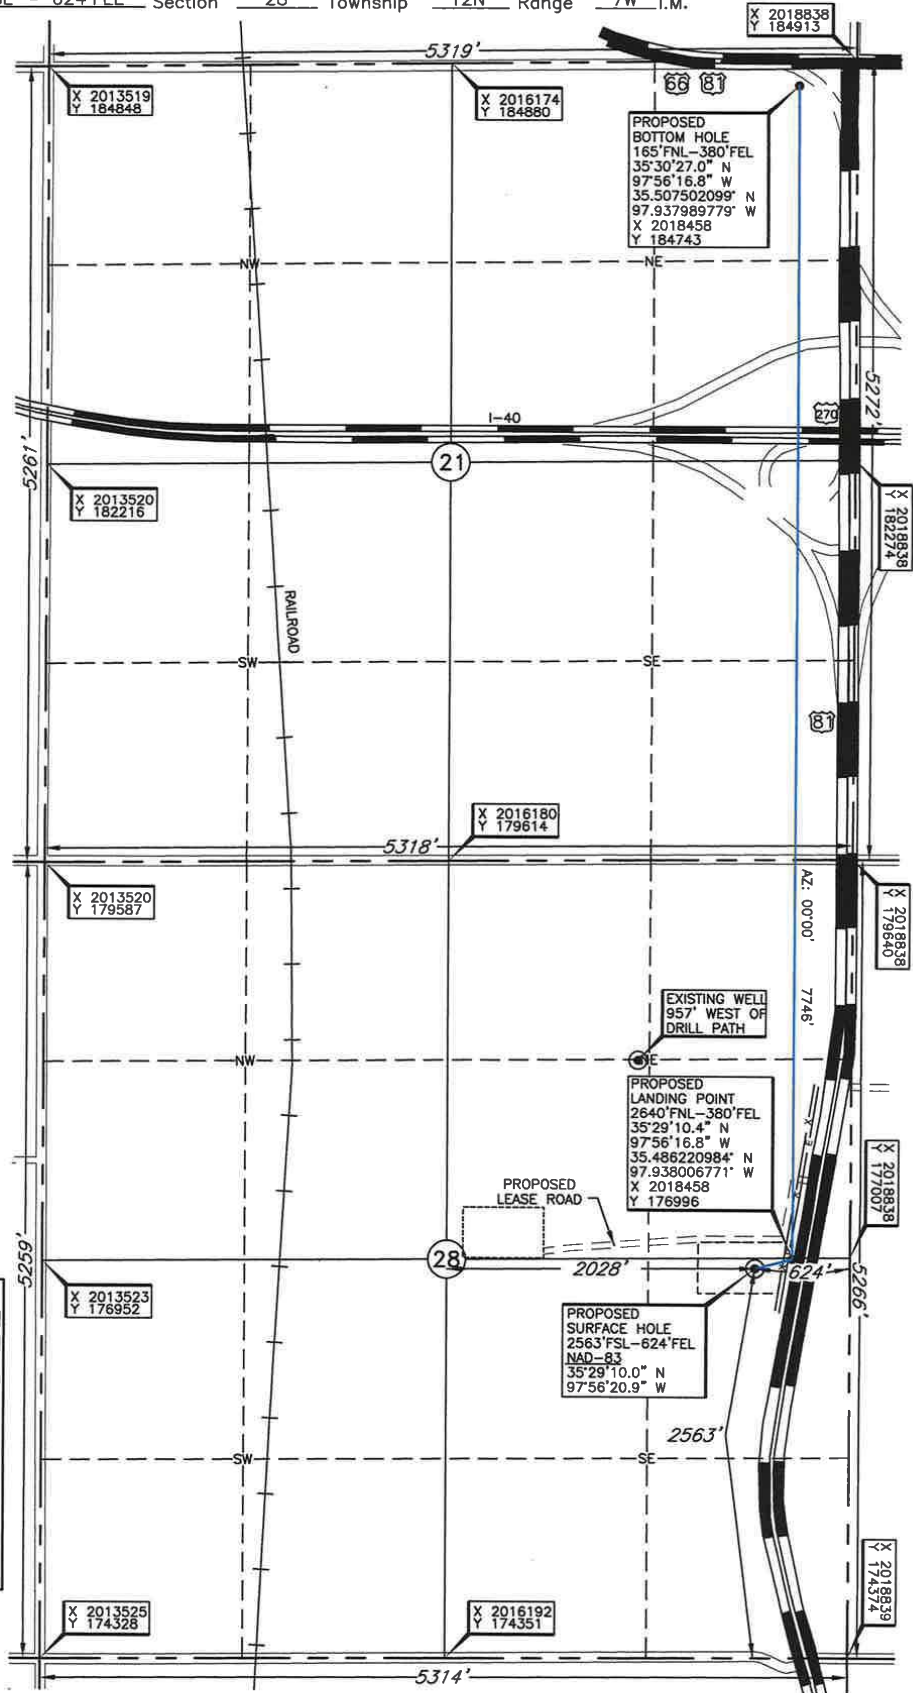 624'FEL Section 28 Township 12N Range 7W I.M.
X 2018838
Y 184913
5319'
X 2013519
Y 184848
X 2016174
Y 184880
66 81
PROPOSED
BOTTOM HOLE
165'FNL-380'FEL
35°30'27.0" N
97°56'16.8" W
35.507502099° N
97.937989779° W
X 2018458
Y 184743
NW
NE
5272'
I-40
270
5261'
21
X 2013520
Y 182216
X 2018838
Y 182274
RAILROAD
SW
SE
81
X 2016180
Y 179614
5318'
X 2013520
Y 179587
X 2018838
Y 179640
AZ: 00°00' 7746'
EXISTING WELL
957' WEST OF
DRILL PATH
NW
NE
PROPOSED
LANDING POINT
2640'FNL-380'FEL
35°29'10.4" N
97°56'16.8" W
35.486220984° N
97.938006771° W
X 2018458
Y 176996
X 2018838
Y 177007
PROPOSED
LEASE ROAD
5259'
28
2028'
624'
5266'
X 2013523
Y 176952
PROPOSED
SURFACE HOLE
2563'FSL-624'FEL
NAD-83
35°29'10.0" N
97°56'20.9" W
2563'
SW
SE
X 2018839
Y 174374
X 2013525
Y 174328
X 2016192
Y 174351
5314'